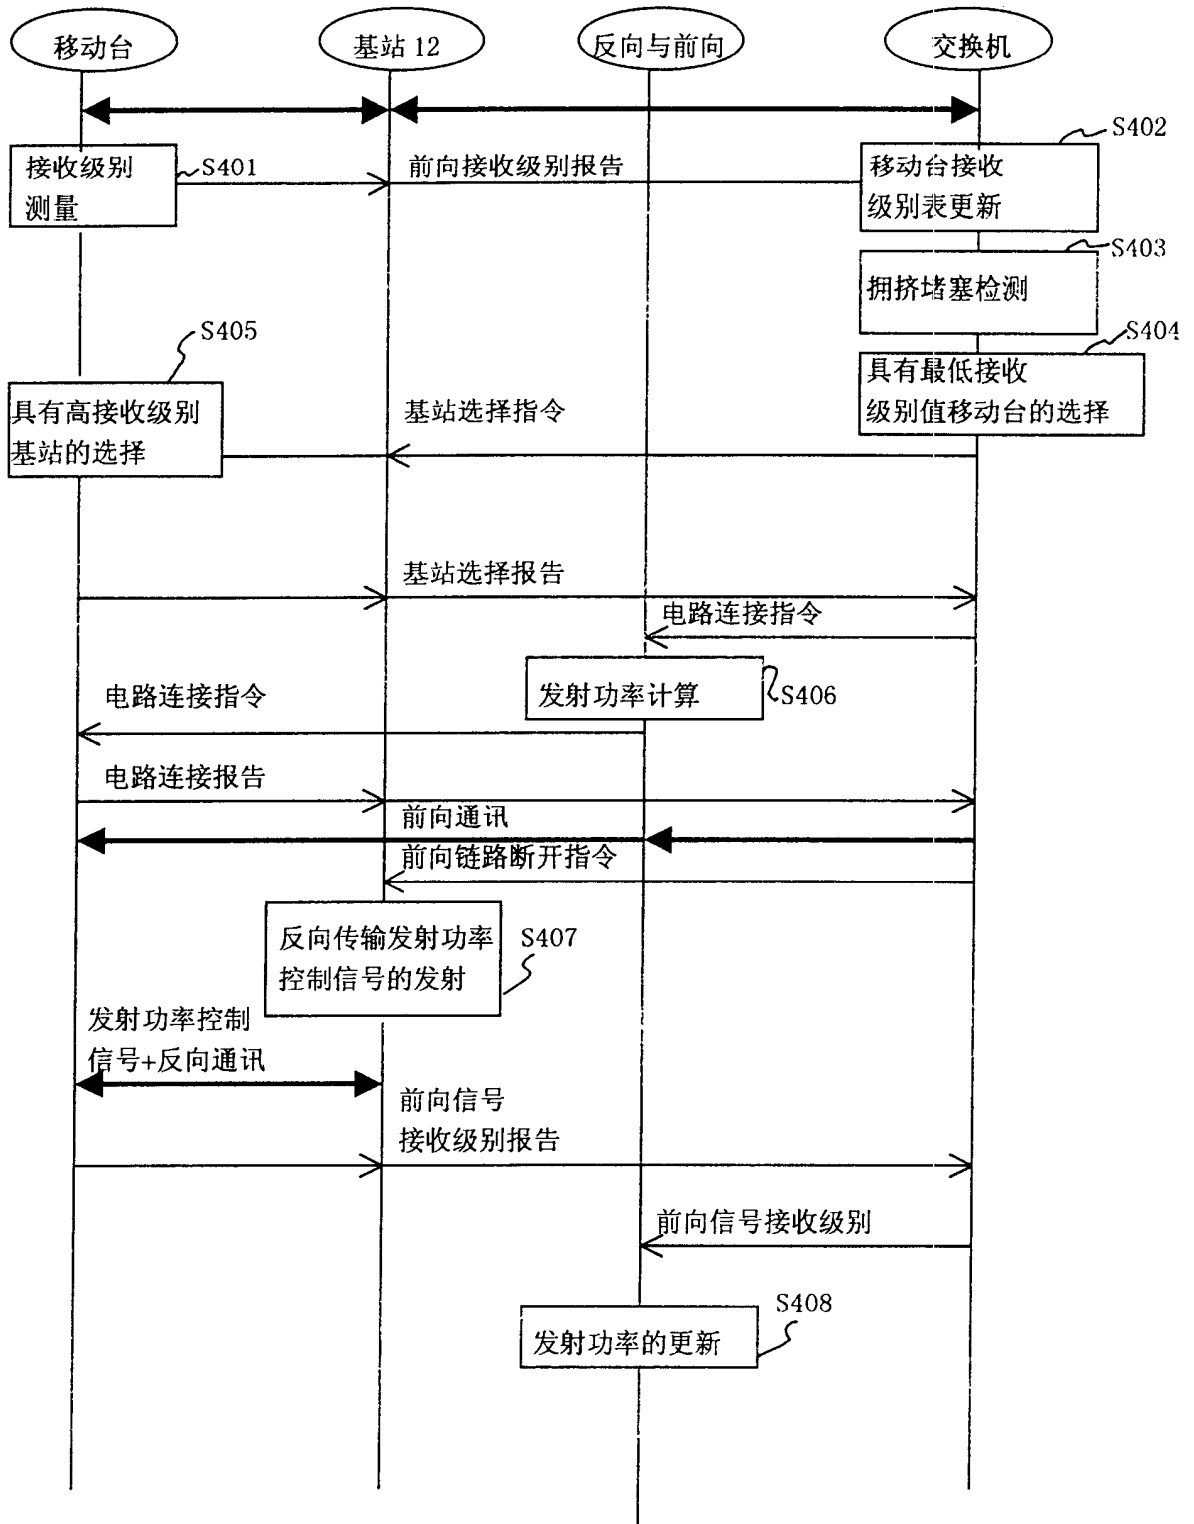 移动台
基站 12
反向与前向
交换机
S402
接收级别
测量
S401
前向接收级别报告
移动台接收
级别表更新
S403
拥挤堵塞检测
S405
S404
具有最低接收
级别值移动台的选择
具有高接收级别
基站的选择
基站选择指令
基站选择报告
电路连接指令
发射功率计算
S406
电路连接指令
电路连接报告
前向通讯
前向链路断开指令
反向传输发射功率
控制信号的发射
S407
发射功率控制
信号+反向通讯
前向信号
接收级别报告
前向信号接收级别
S408
发射功率的更新